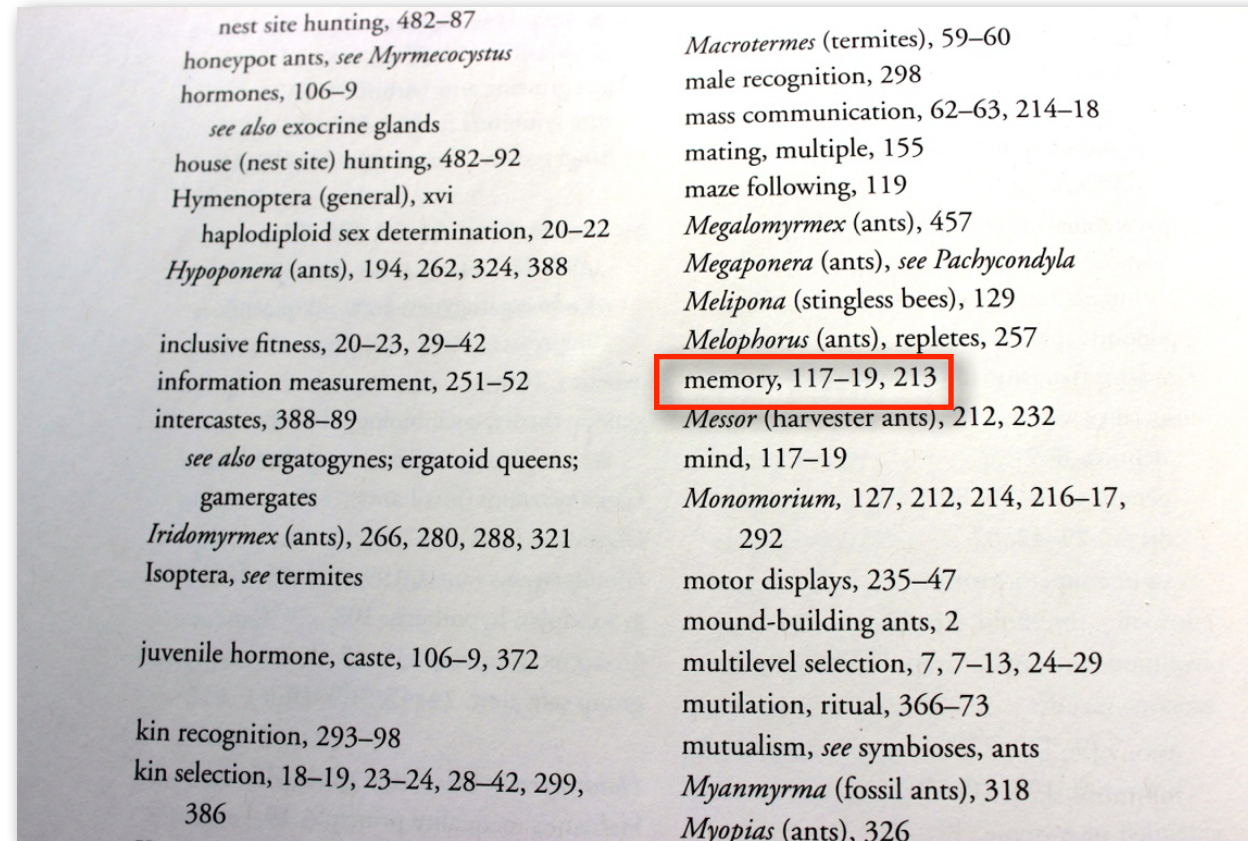 nest site hunting, 482–87
honeypot ants, see Myrmecocystus
hormones, 106–9
see also exocrine glands
house (nest site) hunting, 482–92
Hymenoptera (general), xvi
haplodiploid sex determination, 20–22
Hypoponera (ants), 194, 262, 324, 388
inclusive fitness, 20–23, 29–42
information measurement, 251–52
intercastes, 388–89
see also ergatogynes; ergatoid queens;
gamergates
Iridomyrmex (ants), 266, 280, 288, 321
Isoptera, see termites
juvenile hormone, caste, 106–9, 372
kin recognition, 293–98
kin selection, 18–19, 23–24, 28–42, 299,
386
Macrotermes (termites), 59–60
male recognition, 298
mass communication, 62–63, 214–18
mating, multiple, 155
maze following, 119
Megalomyrmex (ants), 457
Megaponera (ants), see Pachycondyla
Melipona (stingless bees), 129
Melophorus (ants), repletes, 257
memory, 117–19, 213
Messor (harvester ants), 212, 232
mind, 117–19
Monomorium, 127, 212, 214, 216–17,
292
motor displays, 235–47
mound-building ants, 2
multilevel selection, 7, 7–13, 24–29
mutilation, ritual, 366–73
mutualism, see symbioses, ants
Myanmyrma (fossil ants), 318
Myopias (ants), 326